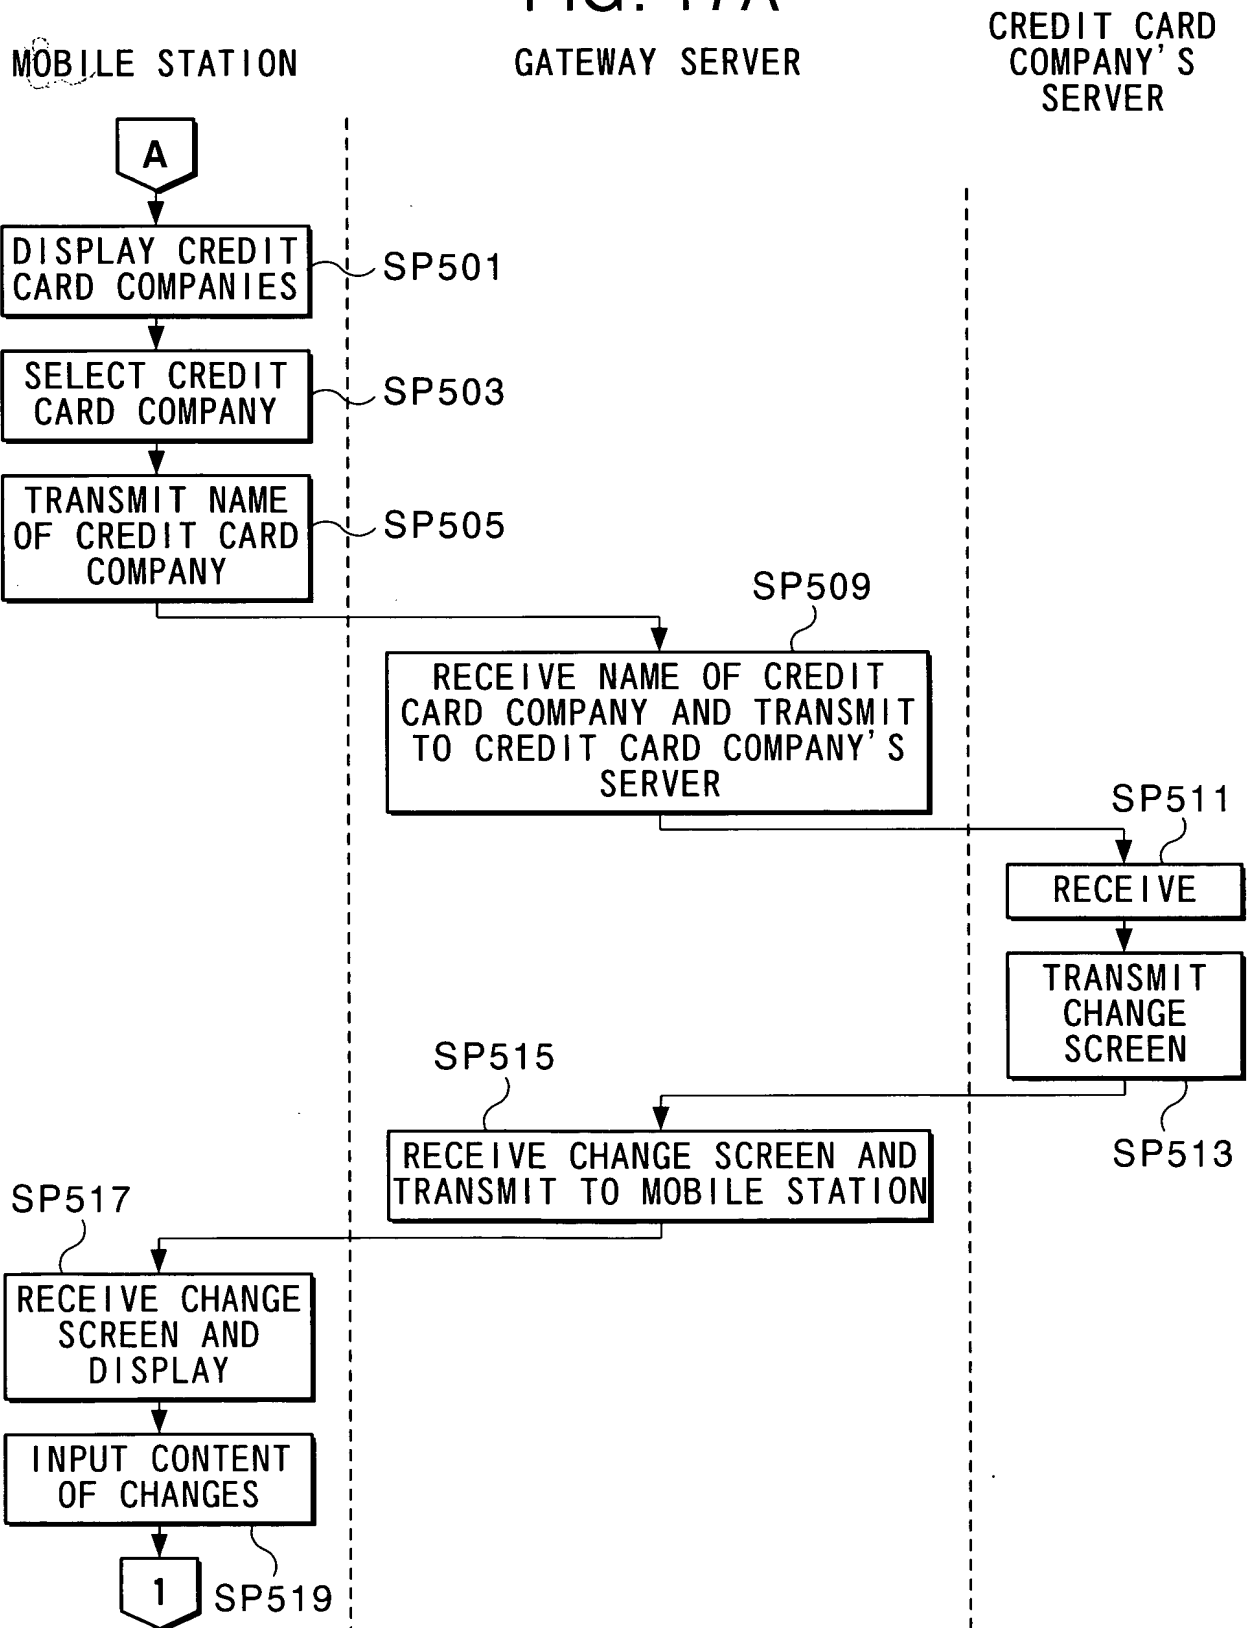 FIG. 17A
MOBILE STATION
GATEWAY SERVER
CREDIT CARD
COMPANY'S
SERVER
A
DISPLAY CREDIT
CARD COMPANIES
SP501
SELECT CREDIT
CARD COMPANY
SP503
TRANSMIT NAME
OF CREDIT CARD
COMPANY
SP505
SP509
RECEIVE NAME OF CREDIT
CARD COMPANY AND TRANSMIT
TO CREDIT CARD COMPANY'S
SERVER
SP511
RECEIVE
TRANSMIT
CHANGE
SCREEN
SP513
SP515
RECEIVE CHANGE SCREEN AND
TRANSMIT TO MOBILE STATION
SP517
RECEIVE CHANGE
SCREEN AND
DISPLAY
INPUT CONTENT
OF CHANGES
SP519
1